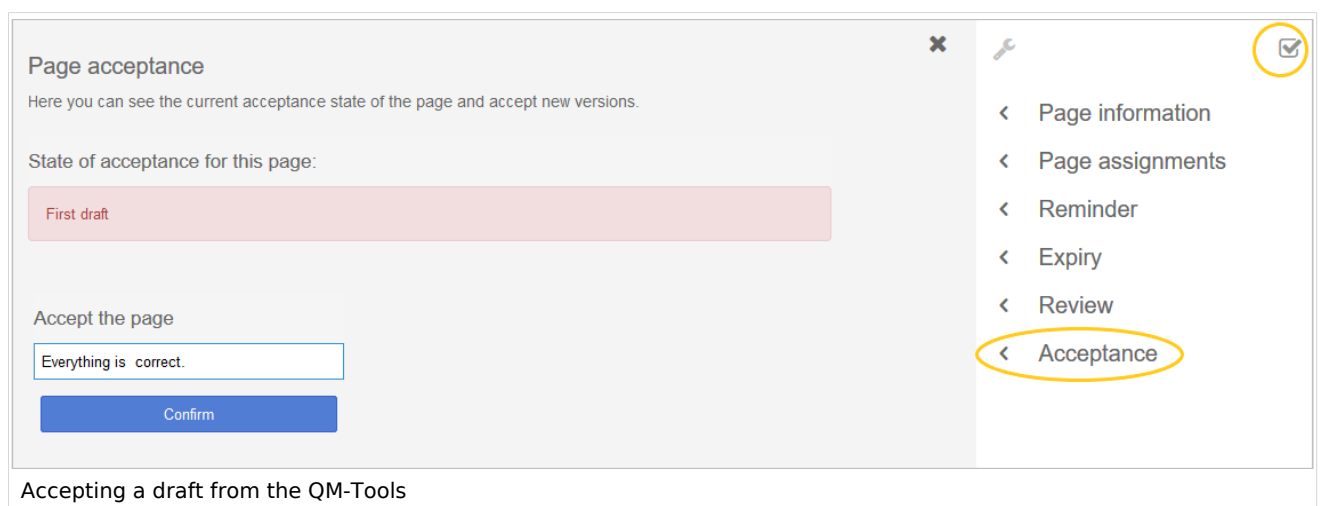 Page acceptance
Here you can see the current acceptance state of the page and accept new versions.
State of acceptance for this page:
First draft
Accept the page
Everything is correct.
Confirm
Page information
Page assignments
Reminder
Expiry
Review
Acceptance
Accepting a draft from the QM-Tools